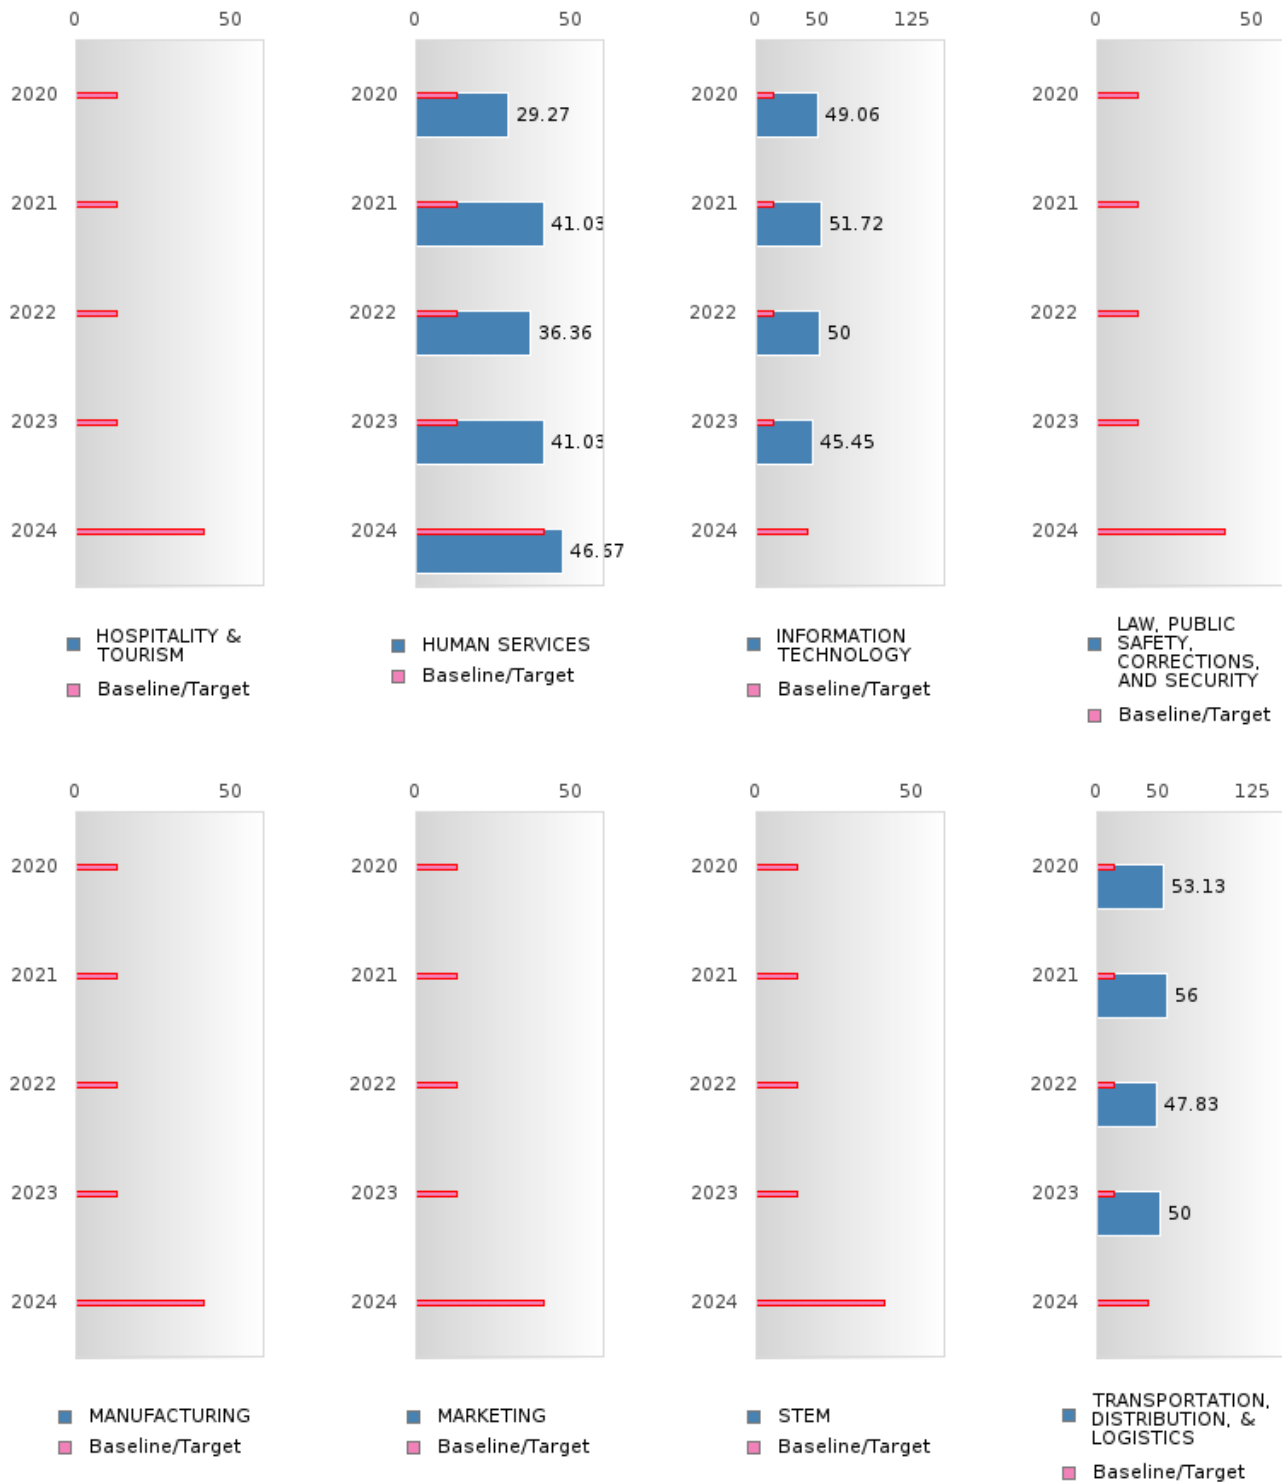 0 50
2020
2021
2022
2023
2024
HOSPITALITY &
TOURISM
Baseline/Target
0 50
2020
29.27
2021
41.03
2022
36.36
2023
41.03
2024
46.67
HUMAN SERVICES
Baseline/Target
0 50 125
2020
49.06
2021
51.72
2022
50
2023
45.45
2024
INFORMATION
TECHNOLOGY
Baseline/Target
0 50
2020
2021
2022
2023
2024
LAW, PUBLIC
SAFETY,
CORRECTIONS,
AND SECURITY
Baseline/Target
0 50
2020
2021
2022
2023
2024
MANUFACTURING
Baseline/Target
0 50
2020
2021
2022
2023
2024
MARKETING
Baseline/Target
0 50
2020
2021
2022
2023
2024
STEM
Baseline/Target
0 50 125
2020
53.13
2021
56
2022
47.83
2023
50
2024
TRANSPORTATION,
DISTRIBUTION, &
LOGISTICS
Baseline/Target